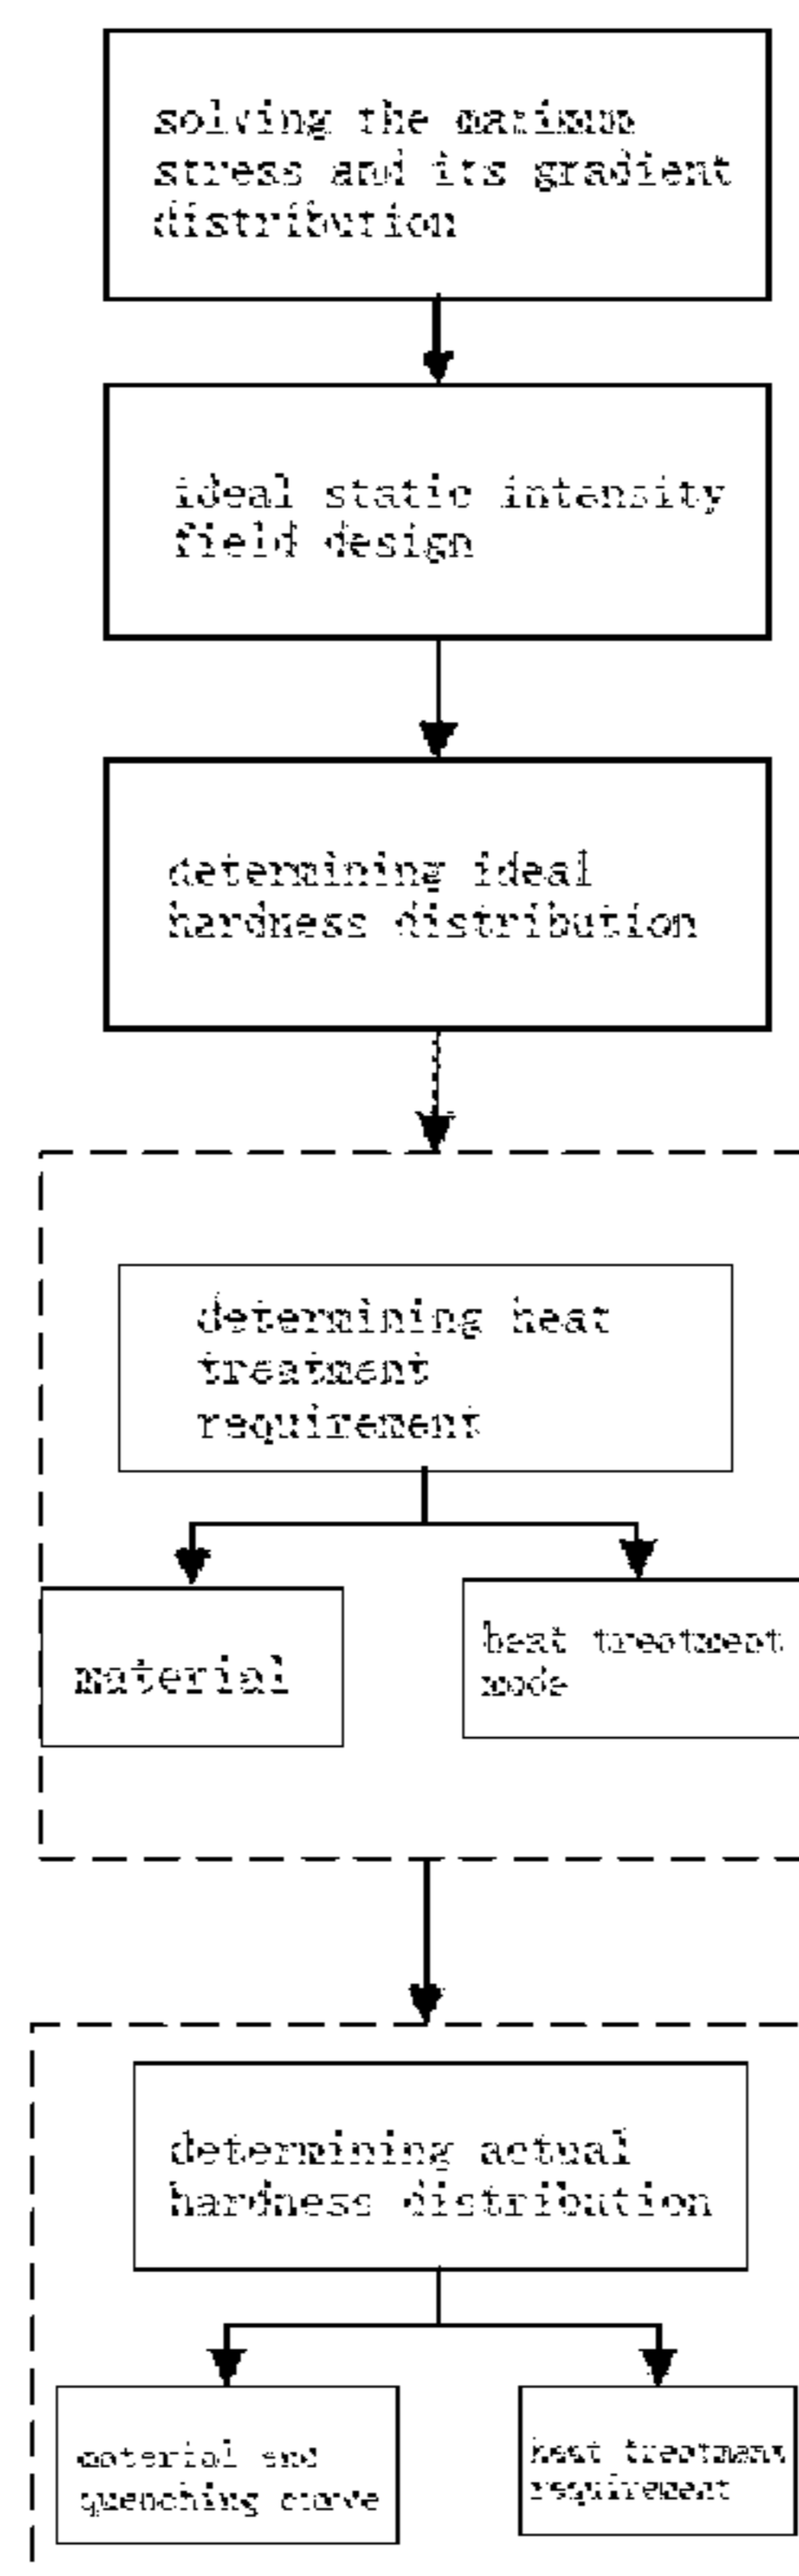 solving the maximum
stress and its gradient
distribution
ideal static intensity
field design
determining ideal
hardness distribution
determining heat
treatment
requirement
material
heat treatment
mode
determining actual
hardness distribution
material and
quenching curve
heat treatment
requirement